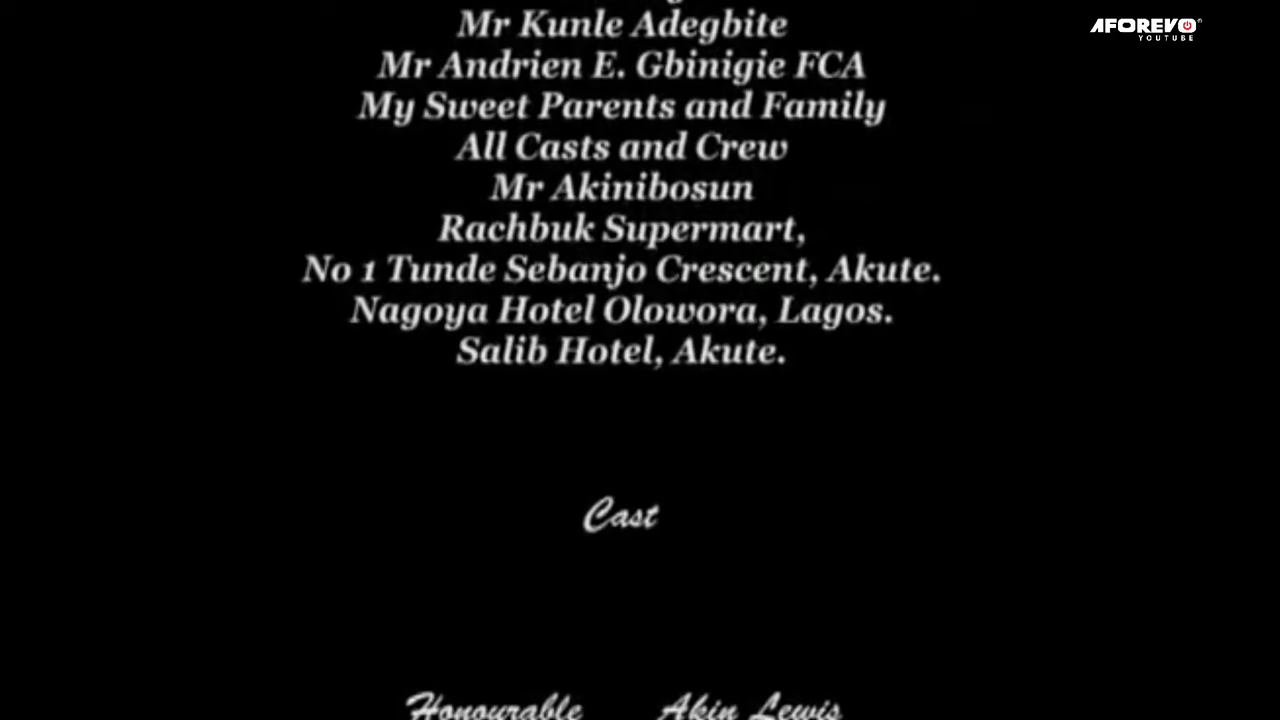 AFOREVO
YOUTUBE
Mr Kunle Adegbite
Mr Andrien E. Gbinigie FCA
My Sweet Parents and Family
All Casts and Crew
Mr Akinibosun
Rachbuk Supermart,
No 1 Tunde Sebanjo Crescent, Akute.
Nagoya Hotel Olowora, Lagos.
Salib Hotel, Akute.
Cast
Honourable Akin Lewis